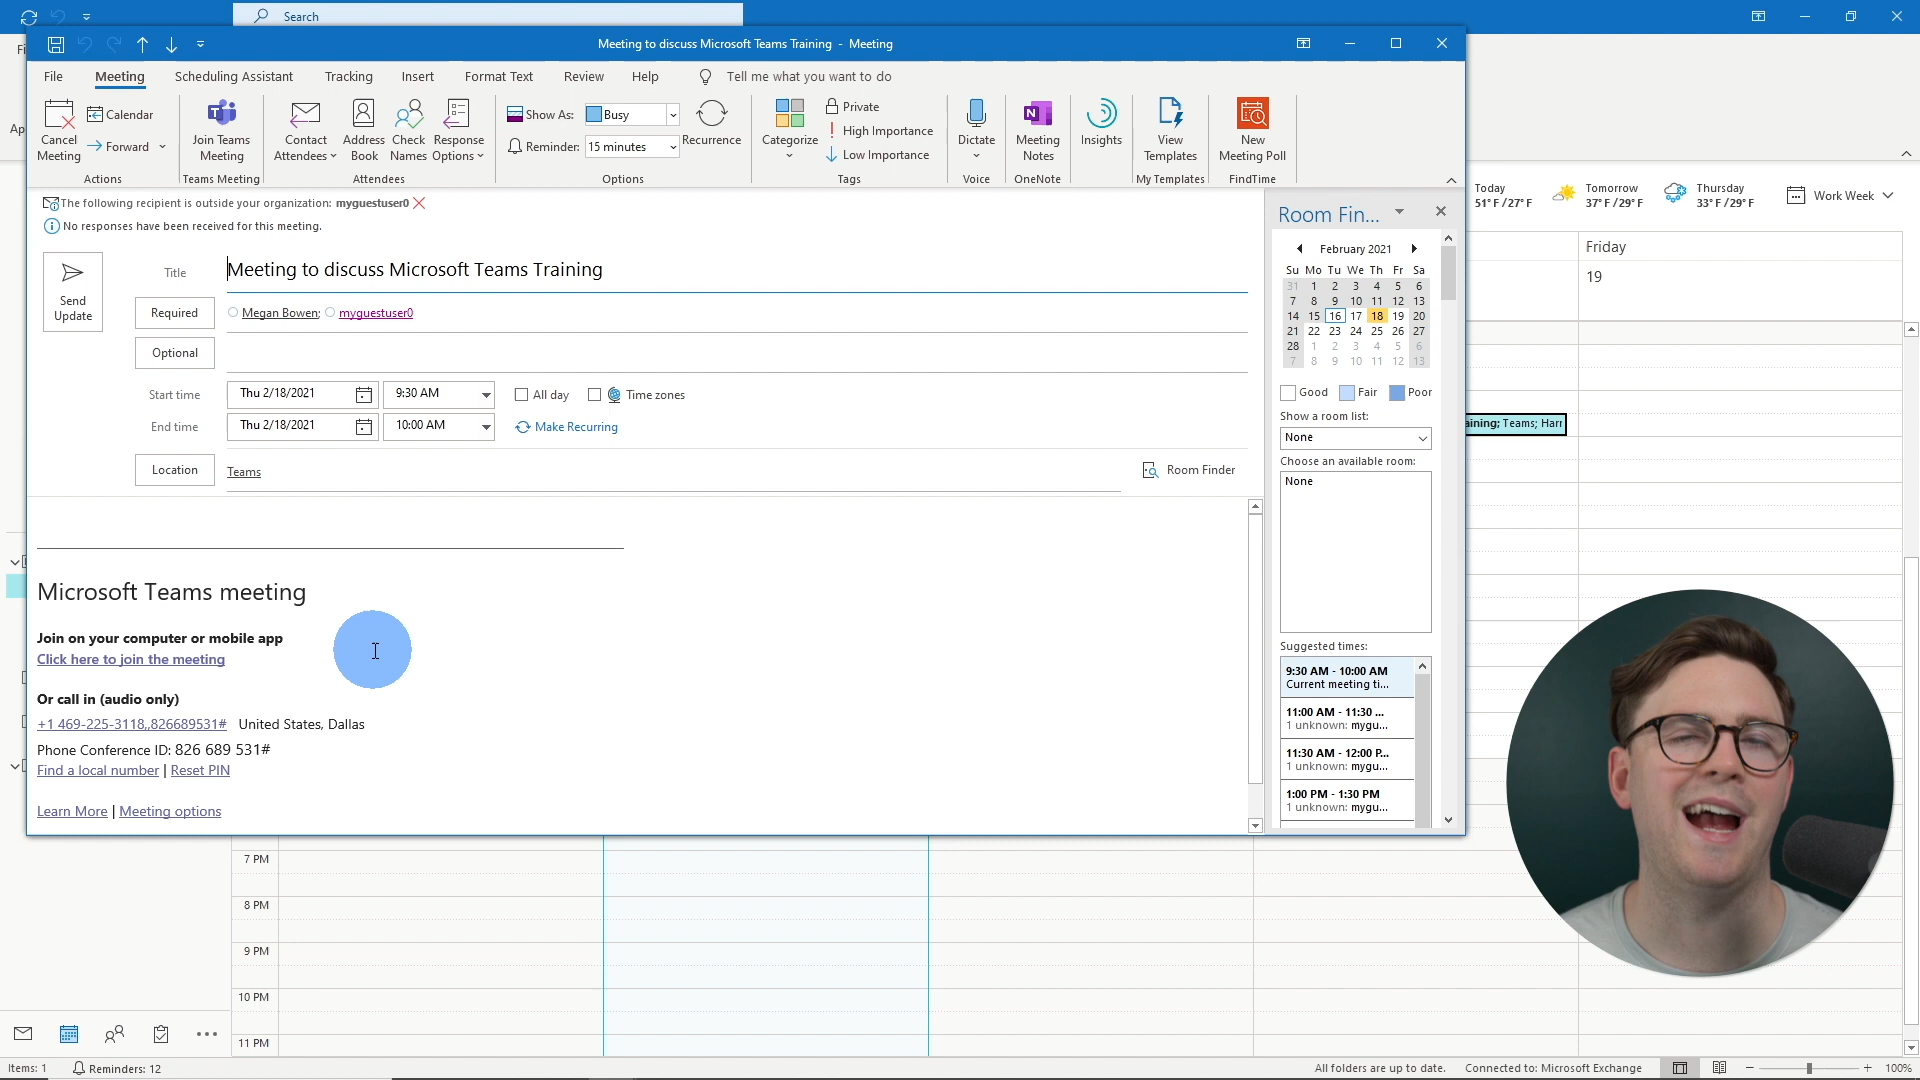 Search
Meeting to discuss Microsoft Teams Training - Meeting
File Meeting Scheduling Assistant Tracking Insert Format Text Review Help Tell me what you want to do
Cancel Meeting
Calendar
Forward
Actions
Join Teams Meeting
Teams Meeting
Contact Attendees
Address Book
Check Names
Response Options
Attendees
Show As: Busy
Reminder: 15 minutes
Recurrence
Options
Categorize
Private
High Importance
Low Importance
Tags
Dictate
Voice
Meeting Notes
OneNote
Insights
View Templates
My Templates
New Meeting Poll
FindTime
Today
51°F/27°F
Tomorrow
37°F/29°F
Thursday
33°F/29°F
Work Week
The following recipient is outside your organization: myguestuser0
No responses have been received for this meeting.
Send Update
Title Meeting to discuss Microsoft Teams Training
Required Megan Bowen; myguestuser0
Optional
Start time Thu 2/18/2021 9:30 AM All day Time zones
End time Thu 2/18/2021 10:00 AM Make Recurring
Location Teams Room Finder
Microsoft Teams meeting
Join on your computer or mobile app
Click here to join the meeting
Or call in (audio only)
+1 469-225-3118,,826689531# United States, Dallas
Phone Conference ID: 826 689 531#
Find a local number | Reset PIN
Learn More | Meeting options
Room Fin...
February 2021
Su Mo Tu We Th Fr Sa
31 1 2 3 4 5 6
7 8 9 10 11 12 13
14 15 16 17 18 19 20
21 22 23 24 25 26 27
28 1 2 3 4 5 6
7 8 9 10 11 12 13
Good Fair Poor
Show a room list:
None
Choose an available room:
None
Suggested times:
9:30 AM - 10:00 AM
Current meeting ti...
11:00 AM - 11:30 ...
1 unknown: mygu...
11:30 AM - 12:00 P...
1 unknown: mygu...
1:00 PM - 1:30 PM
1 unknown: mygu...
Friday
19
aining; Teams; Harr
7 PM
8 PM
9 PM
10 PM
11 PM
Items: 1 Reminders: 12
All folders are up to date. Connected to: Microsoft Exchange 100%